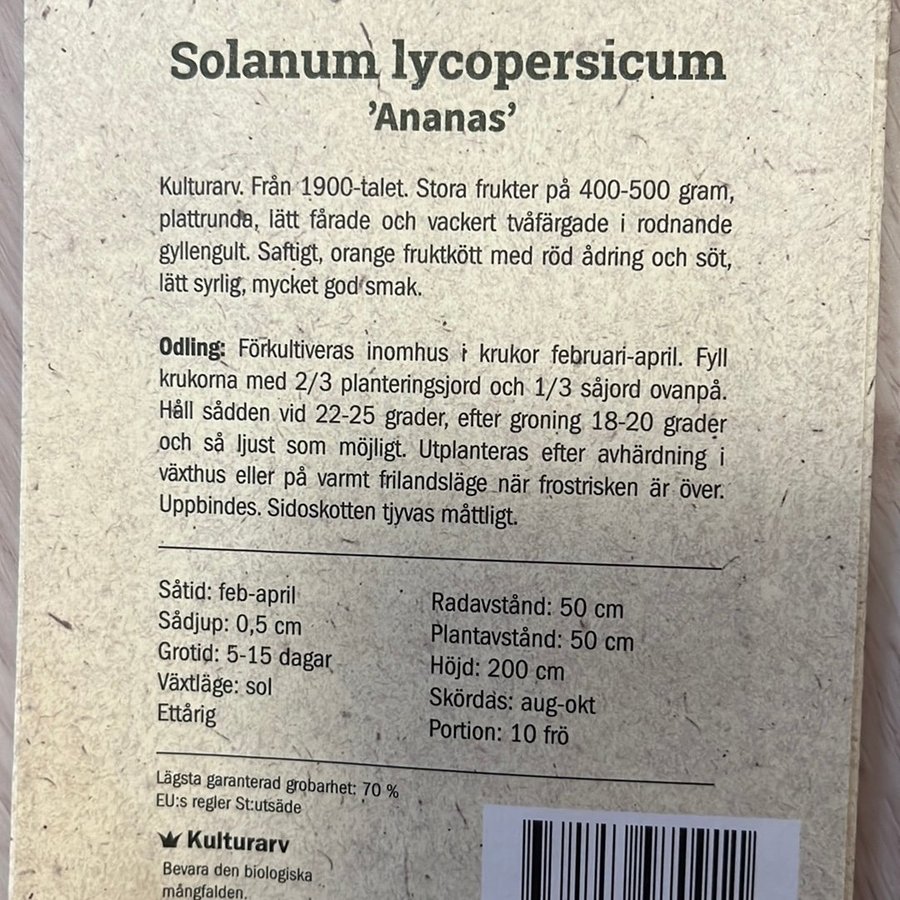 Solanum lycopersicum
’Ananas’
Kulturarv. Från 1900-talet. Stora frukter på 400-500 gram,
plattrunda, lätt fårade och vackert tvåfärgade i rodnande
gyllengult. Saftigt, orange fruktkött med röd ådring och söt,
lätt syrlig, mycket god smak.
Odling: Förkultiveras inomhus i krukor februari-april. Fyll
krukorna med 2/3 planteringsjord och 1/3 såjord ovanpå.
Håll sådden vid 22-25 grader, efter groning 18-20 grader
och så ljust som möjligt. Utplanteras efter avhärdning i
växthus eller på varmt frilandsläge när frostrisken är över.
Uppbindes. Sidoskotten tjyvas måttligt.
Såtid: feb-april
Sådjup: 0,5 cm
Grotid: 5-15 dagar
Växtläge: sol
Ettårig
Radavstånd: 50 cm
Plantavstånd: 50 cm
Höjd: 200 cm
Skördas: aug-okt
Portion: 10 frö
Lägsta garanterad grobarhet: 70 %
EU:s regler St:utsäde
Kulturarv
Bevara den biologiska
mångfalden.